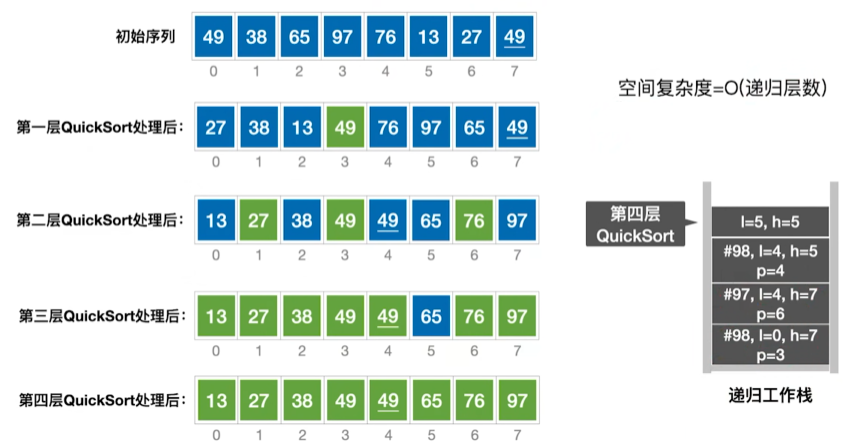 初始序列 49 38 65 97 76 13 27 49
0 1 2 3 4 5 6 7
空间复杂度=O(递归层数)
第一层QuickSort处理后： 27 38 13 49 76 97 65 49
0 1 2 3 4 5 6 7
第二层QuickSort处理后： 13 27 38 49 49 65 76 97
0 1 2 3 4 5 6 7
第三层QuickSort处理后： 13 27 38 49 49 65 76 97
0 1 2 3 4 5 6 7
第四层QuickSort处理后： 13 27 38 49 49 65 76 97
0 1 2 3 4 5 6 7
第四层
QuickSort
l=5, h=5
#98, l=4, h=5
p=4
#97, l=4, h=7
p=6
#98, l=0, h=7
p=3
递归工作栈